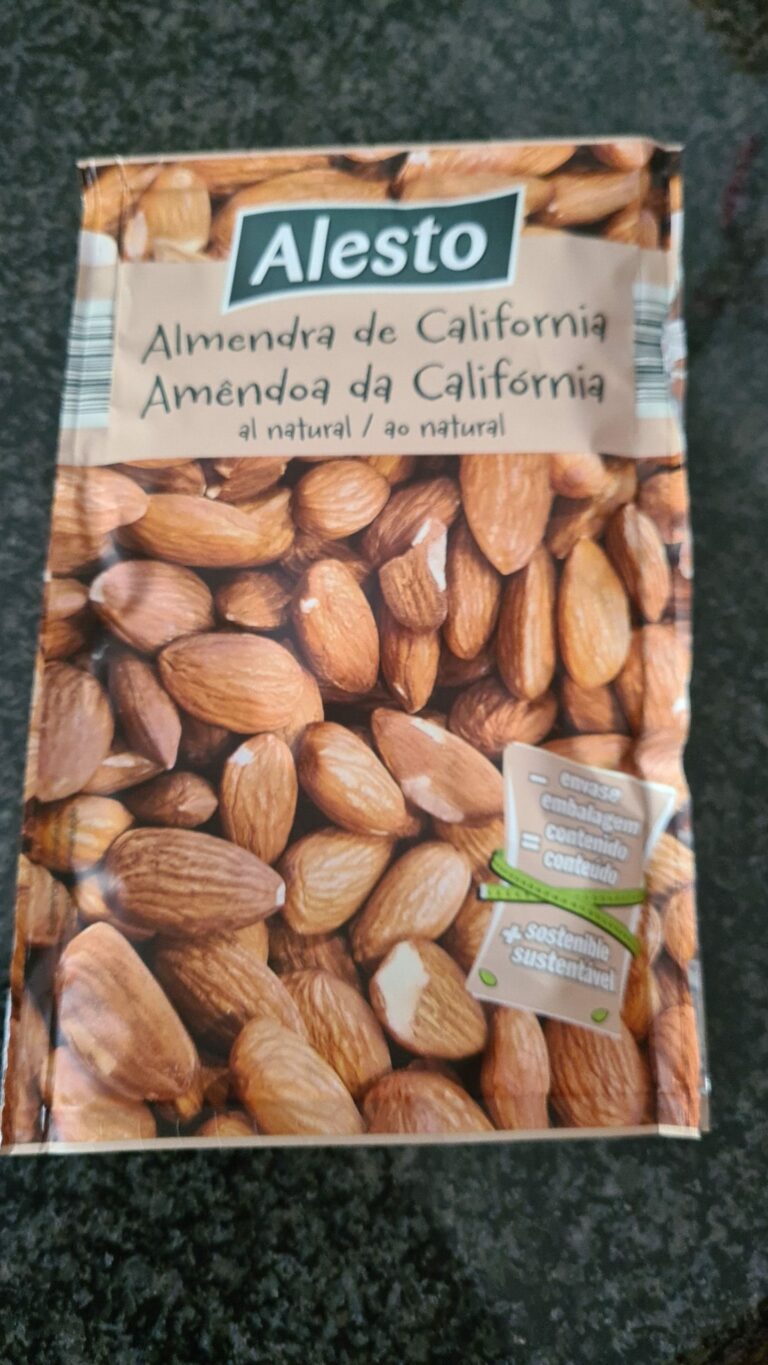 Alesto
Almendra de California
Amêndoa da Califórnia
al natural / ao natural
– envase
embalagem
= contenido
conteúdo
+ sostenible
sustentável